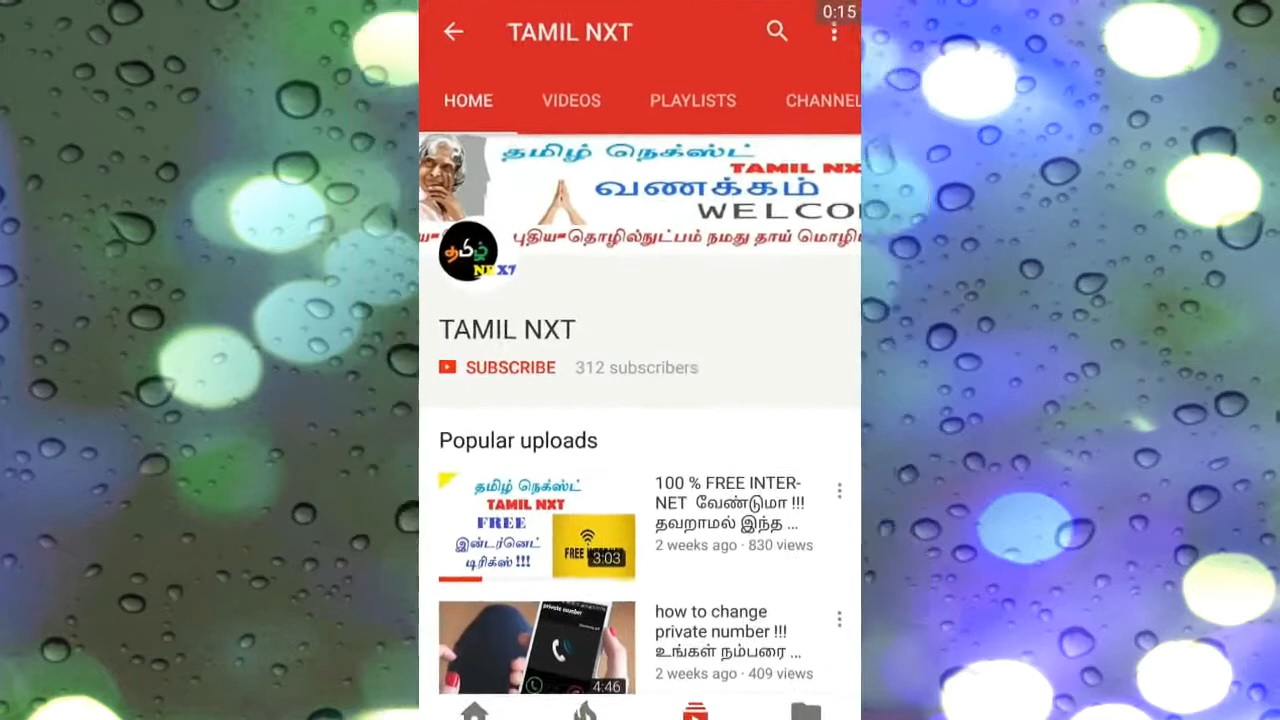 0:15
TAMIL NXT
HOME VIDEOS PLAYLISTS CHANNEL
தமிழ் நெக்ஸ்ட்
TAMIL NX
வணக்கம்
WELCO
புதிய தொழில்நுட்பம் நமது தாய் மொழி
தமிழ்
NEXT
TAMIL NXT
SUBSCRIBE 312 subscribers
Popular uploads
தமிழ் நெக்ஸ்ட்
TAMIL NXT
FREE
இன்டர்னெட்
டிரிக்ஸ் !!!
FREE
3:03
100 % FREE INTER-
NET வேண்டுமா !!!
தவறாமல் இந்த ...
2 weeks ago · 830 views
private number
4:46
how to change
private number !!!
உங்கள் நம்பரை ...
2 weeks ago · 409 views